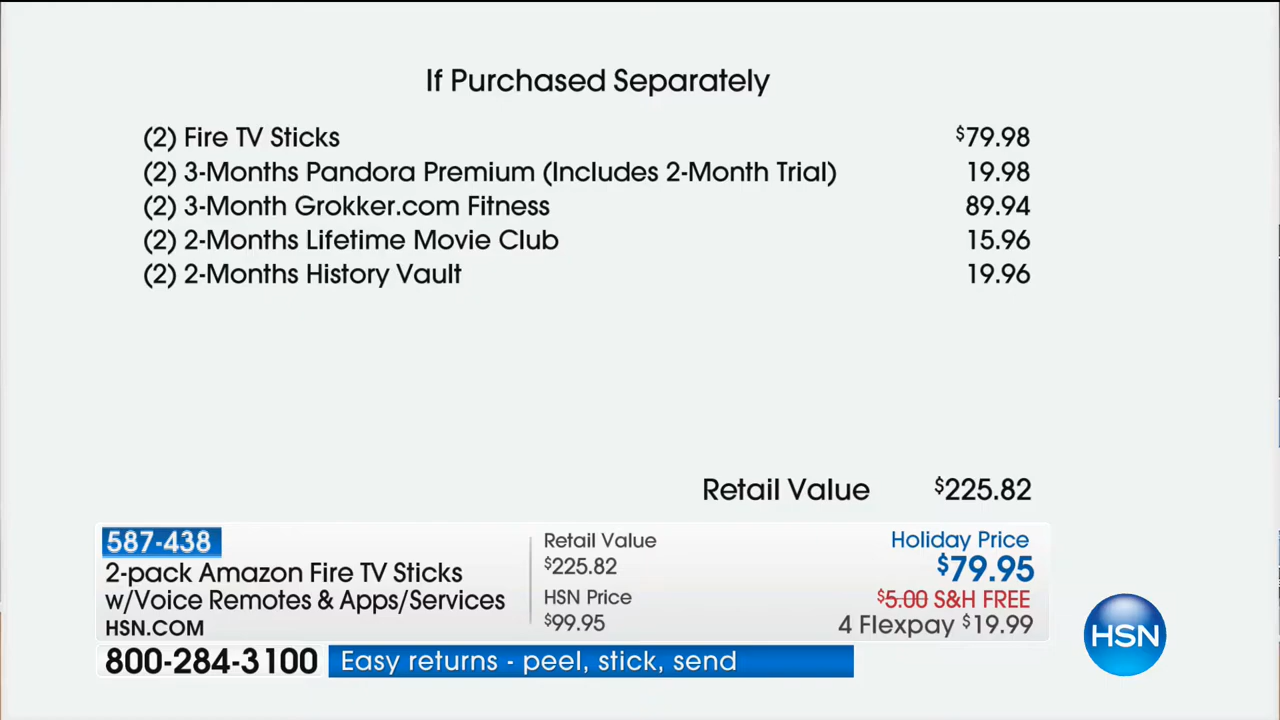 If Purchased Separately
(2) Fire TV Sticks $79.98
(2) 3-Months Pandora Premium (Includes 2-Month Trial) 19.98
(2) 3-Month Grokker.com Fitness 89.94
(2) 2-Months Lifetime Movie Club 15.96
(2) 2-Months History Vault 19.96
Retail Value $225.82
587-438
2-pack Amazon Fire TV Sticks
w/Voice Remotes & Apps/Services
HSN.COM
Retail Value
$225.82
HSN Price
$99.95
Holiday Price
$79.95
$5.00 S&H FREE
4 Flexpay $19.99
HSN
800-284-3100
Easy returns - peel, stick, send